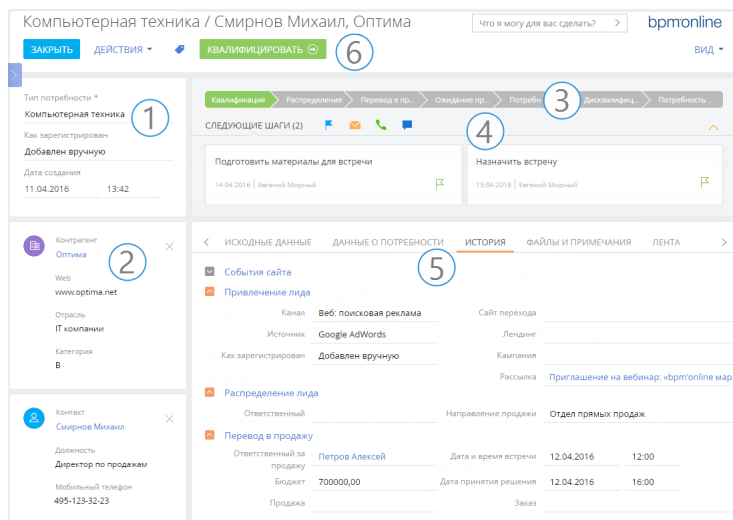 Компьютерная техника / Смирнов Михаил, Оптима
Что я могу для вас сделать? >
bpm'online
ЗАКРЫТЬ ДЕЙСТВИЯ КВАЛИФИЦИРОВАТЬ 6 ВИД
Тип потребности *
Компьютерная техника
1
Как зарегистрирован
Добавлен вручную
Дата создания
11.04.2016 13:42
Квалификация Распределение Перевод в пр... Ожидание пр... Потребн 3 Дисквалифиц... Потребность ...
СЛЕДУЮЩИЕ ШАГИ (2) 4
Подготовить материалы для встречи
14.04.2016 | Евгений Мирный
Назначить встречу
15.04.2016 | Евгений Мирный
Контрагент
Оптима
2
Web
www.optima.net
Отрасль
IT компании
Категория
B
Контакт
Смирнов Михаил
Должность
Директор по продажам
Мобильный телефон
495-123-32-23
ИСХОДНЫЕ ДАННЫЕ ДАННЫЕ О ПОТРЕБНОСТИ ИСТОРИЯ ФАЙЛЫ И ПРИМЕЧАНИЯ ЛЕНТА
5
События сайта
Привлечение лида
Канал Веб: поисковая реклама Сайт перехода
Источник Google AdWords Лендинг
Как зарегистрирован Добавлен вручную Кампания
Рассылка Приглашение на вебинар: «bpm'online мар
Распределение лида
Ответственный Направление продажи Отдел прямых продаж
Перевод в продажу
Ответственный за продажу Петров Алексей Дата и время встречи 12.04.2016 12:00
Бюджет 700000,00 Дата принятия решения 12.04.2016 16:00
Продажа Заказ